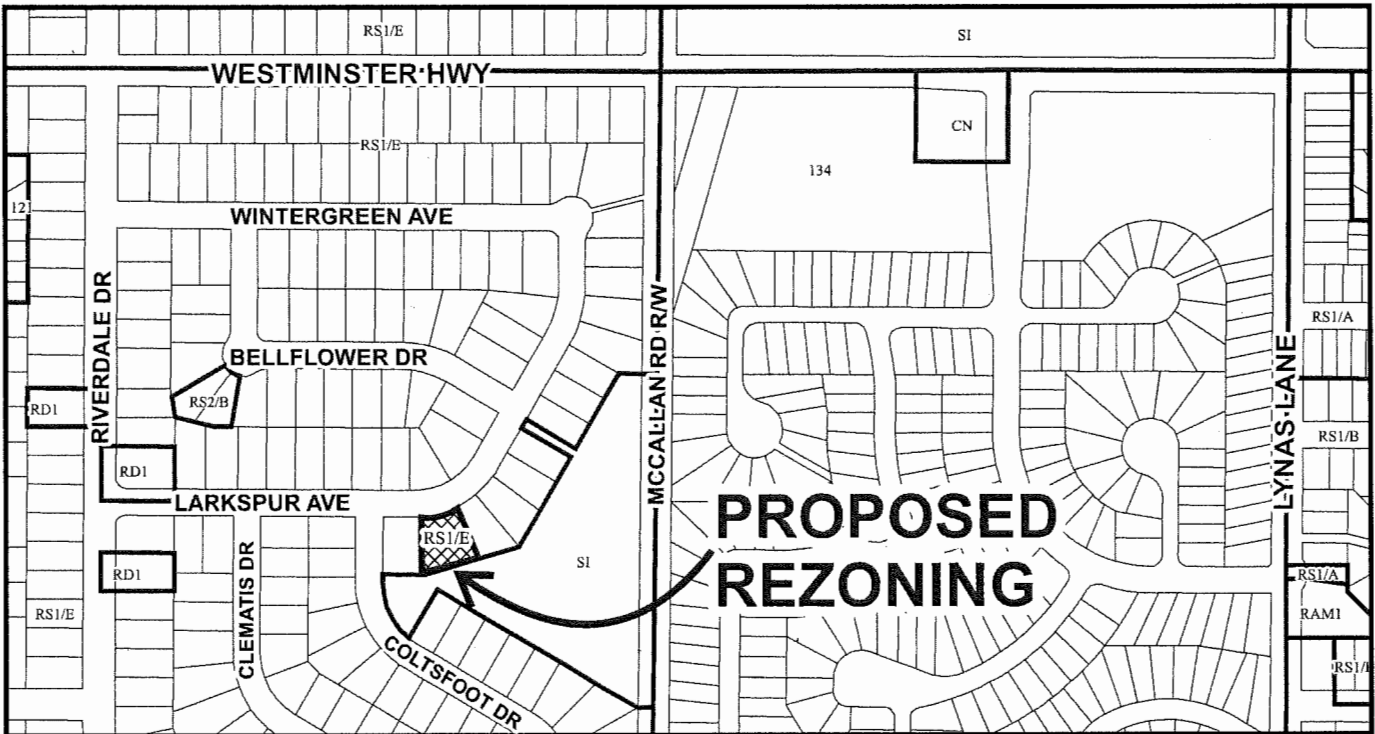 RS1/E
SI
WESTMINSTER HWY
CN
RS1/E
134
121
WINTERGREEN AVE
RIVERDALE DR
MCCALLAN RD R/W
LYNAS LANE
RS1/A
BELLFLOWER DR
RS2/B
RD1
RS1/B
RD1
LARKSPUR AVE
PROPOSED
REZONING
RS1/E
SI
CLEMATIS DR
RD1
RS1/A
RS1/E
RAM1
COLTSFOOT DR